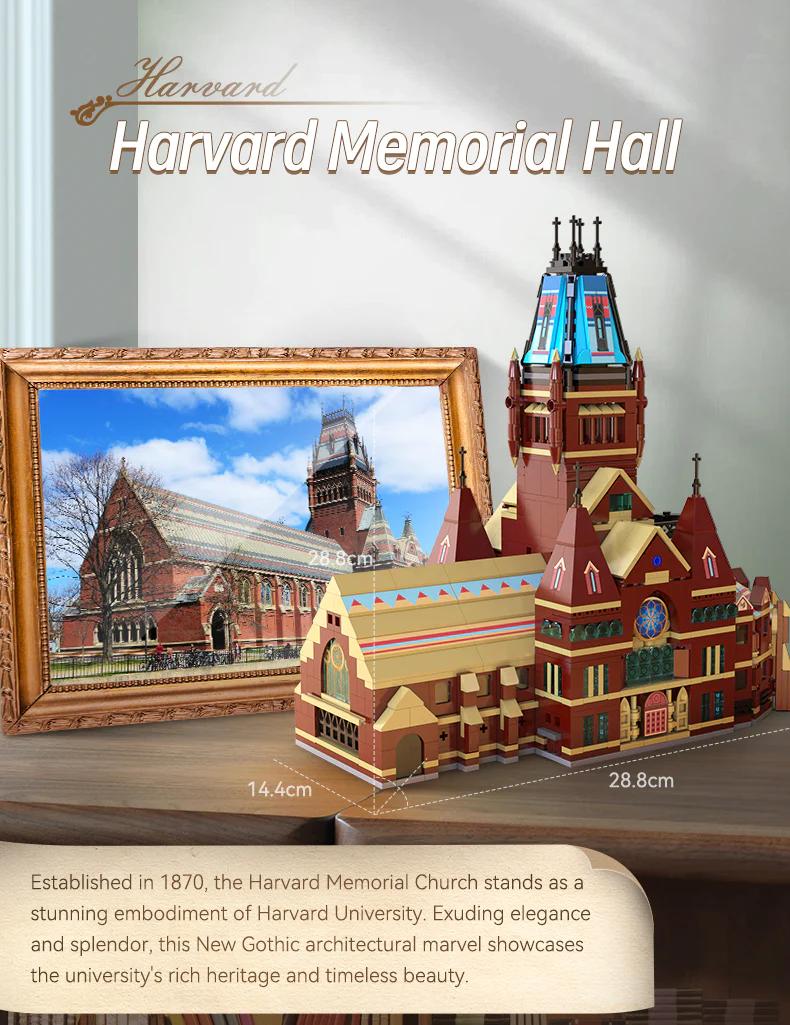 Harvard
Harvard Memorial Hall
28.8cm
14.4cm
28.8cm
Established in 1870, the Harvard Memorial Church stands as a
stunning embodiment of Harvard University. Exuding elegance
and splendor, this New Gothic architectural marvel showcases
the university's rich heritage and timeless beauty.